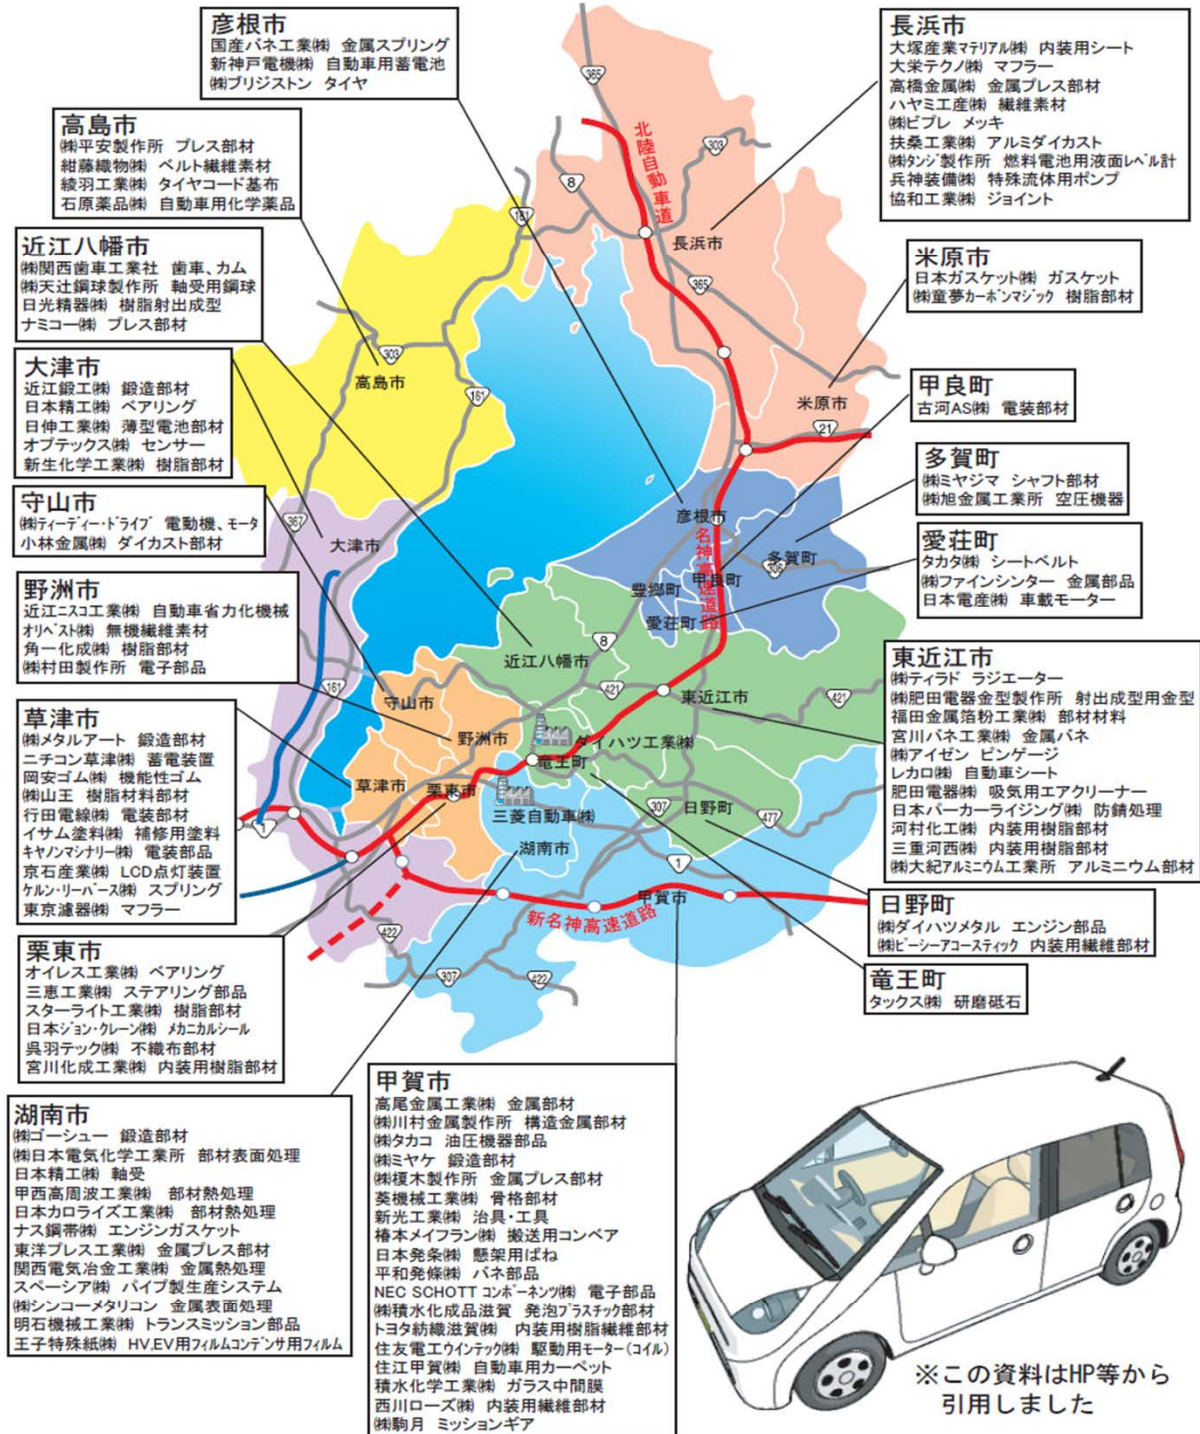 彦根市
国産バネ工業㈱ 金属スプリング
新神戸電機㈱ 自動車用蓄電池
㈱ブリジストン タイヤ
長浜市
大塚産業マテリアル㈱ 内装用シート
大栄テクノ㈱ マフラー
高橋金属㈱ 金属プレス部材
ハヤミ工産㈱ 繊維素材
㈱ビプレ メッキ
扶桑工業㈱ アルミダイカスト
㈱タンジ製作所 燃料電池用液面レベル計
兵神装備㈱ 特殊流体用ポンプ
協和工業㈱ ジョイント
高島市
㈱平安製作所 プレス部材
紺藤織物㈱ ベルト繊維素材
綾羽工業㈱ タイヤコード基布
石原薬品㈱ 自動車用化学薬品
近江八幡市
㈱関西歯車工業社 歯車、カム
㈱天辻鋼球製作所 軸受用鋼球
日光精器㈱ 樹脂射出成型
ナミコー㈱ プレス部材
米原市
日本ガスケット㈱ ガスケット
㈱童夢カーボンマジック 樹脂部材
大津市
近江鍛工㈱ 鍛造部材
日本精工㈱ ベアリング
日伸工業㈱ 薄型電池部材
オプテックス㈱ センサー
新生化学工業㈱ 樹脂部材
甲良町
古河AS㈱ 電装部材
多賀町
㈱ミヤジマ シャフト部材
㈱旭金属工業所 空圧機器
守山市
㈱ティーディー・ドライブ 電動機、モータ
小林金属㈱ ダイカスト部材
愛荘町
タカタ㈱ シートベルト
㈱ファインシンター 金属部品
日本電産㈱ 車載モーター
野洲市
近江ニスコ工業㈱ 自動車省力化機械
オリベスト㈱ 無機繊維素材
角一化成㈱ 樹脂部材
㈱村田製作所 電子部品
東近江市
㈱ティラド ラジエーター
㈱肥田電器金型製作所 射出成型用金型
福田金属箔粉工業㈱ 部材材料
宮川バネ工業㈱ 金属バネ
㈱アイゼン ピンゲージ
レカロ㈱ 自動車シート
肥田電器㈱ 吸気用エアクリーナー
日本パーカーライジング㈱ 防錆処理
河村化工㈱ 内装用樹脂部材
三重河西㈱ 内装用樹脂部材
㈱大紀アルミニウム工業所 アルミニウム部材
草津市
㈱メタルアート 鍛造部材
ニチコン草津㈱ 蓄電装置
岡安ゴム㈱ 機能性ゴム
㈱山王 樹脂材料部材
行田電線㈱ 電装部材
イサム塗料㈱ 補修用塗料
キヤノンマシナリー㈱ 電装部品
京石産業㈱ LCD点灯装置
ケルン・リーバース㈱ スプリング
東京濾器㈱ マフラー
日野町
㈱ダイハツメタル エンジン部品
㈱ビーシーアコースティック 内装用繊維部材
竜王町
タックス㈱ 研磨砥石
栗東市
オイレス工業㈱ ベアリング
三恵工業㈱ ステアリング部品
スターライト工業㈱ 樹脂部材
日本ジョン・クレーン㈱ メカニカルシール
呉羽テック㈱ 不織布部材
宮川化成工業㈱ 内装用樹脂部材
湖南市
㈱ゴーシュー 鍛造部材
㈱日本電気化学工業所 部材表面処理
日本精工㈱ 軸受
甲西高周波工業㈱ 部材熱処理
日本カロライズ工業㈱ 部材熱処理
ナス鋼帯㈱ エンジンガスケット
東洋プレス工業㈱ 金属プレス部材
関西電気冶金工業㈱ 金属熱処理
スペーシア㈱ パイプ製生産システム
㈱シンコーメタリコン 金属表面処理
明石機械工業㈱ トランスミッション部品
王子特殊紙㈱ HV,EV用フィルムコンデンサ用フィルム
甲賀市
高尾金属工業㈱ 金属部材
㈱川村金属製作所 構造金属部材
㈱タカコ 油圧機器部品
㈱ミヤケ 鍛造部材
㈱榎木製作所 金属プレス部材
葵機械工業㈱ 骨格部材
新光工業㈱ 治具・工具
椿本メイフラン㈱ 搬送用コンベア
日本発条㈱ 懸架用ばね
平和発條㈱ バネ部品
NEC SCHOTT コンポーネンツ㈱ 電子部品
㈱積水化成品滋賀 発泡プラスチック部材
トヨタ紡織滋賀㈱ 内装用樹脂繊維部材
住友電工ウインテック㈱ 駆動用モーター(コイル)
住江甲賀㈱ 自動車用カーペット
積水化学工業㈱ ガラス中間膜
西川ローズ㈱ 内装用繊維部材
㈱駒月 ミッションギア
365
北陸自動車道
303
8
161
長浜市
365
303
高島市
161
米原市
21
367
大津市
彦根市
名神高速道路
多賀町
306
甲良町
豊郷町
愛荘町
8
近江八幡市
421
東近江市
421
161
守山市
野洲市
ダイハツ工業㈱
竜王町
草津市
栗東市
三菱自動車㈱
307
日野町
477
1
湖南市
1
甲賀市
新名神高速道路
422
307
422
※この資料はHP等から
引用しました